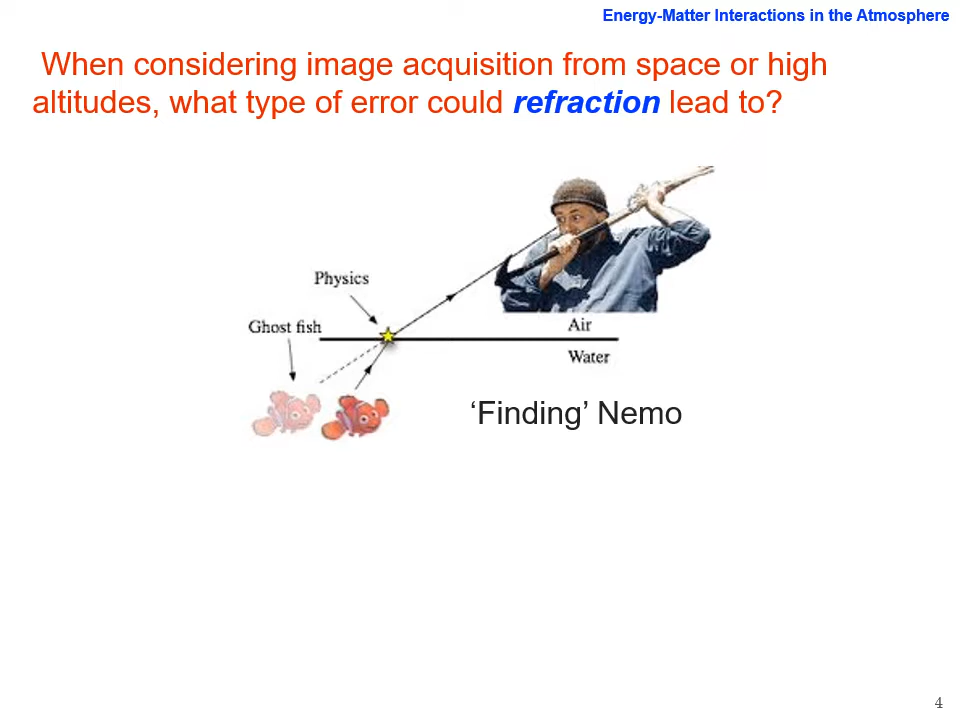 Energy-Matter Interactions in the Atmosphere
When considering image acquisition from space or high
altitudes, what type of error could refraction lead to?
Physics
Ghost fish
Air
Water
‘Finding’ Nemo
4